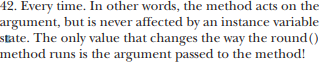 42. Every time. In other words, the method acts on the
argument, but is never affected by an instance variable
state. The only value that changes the way the round()
method runs is the argument passed to the method!